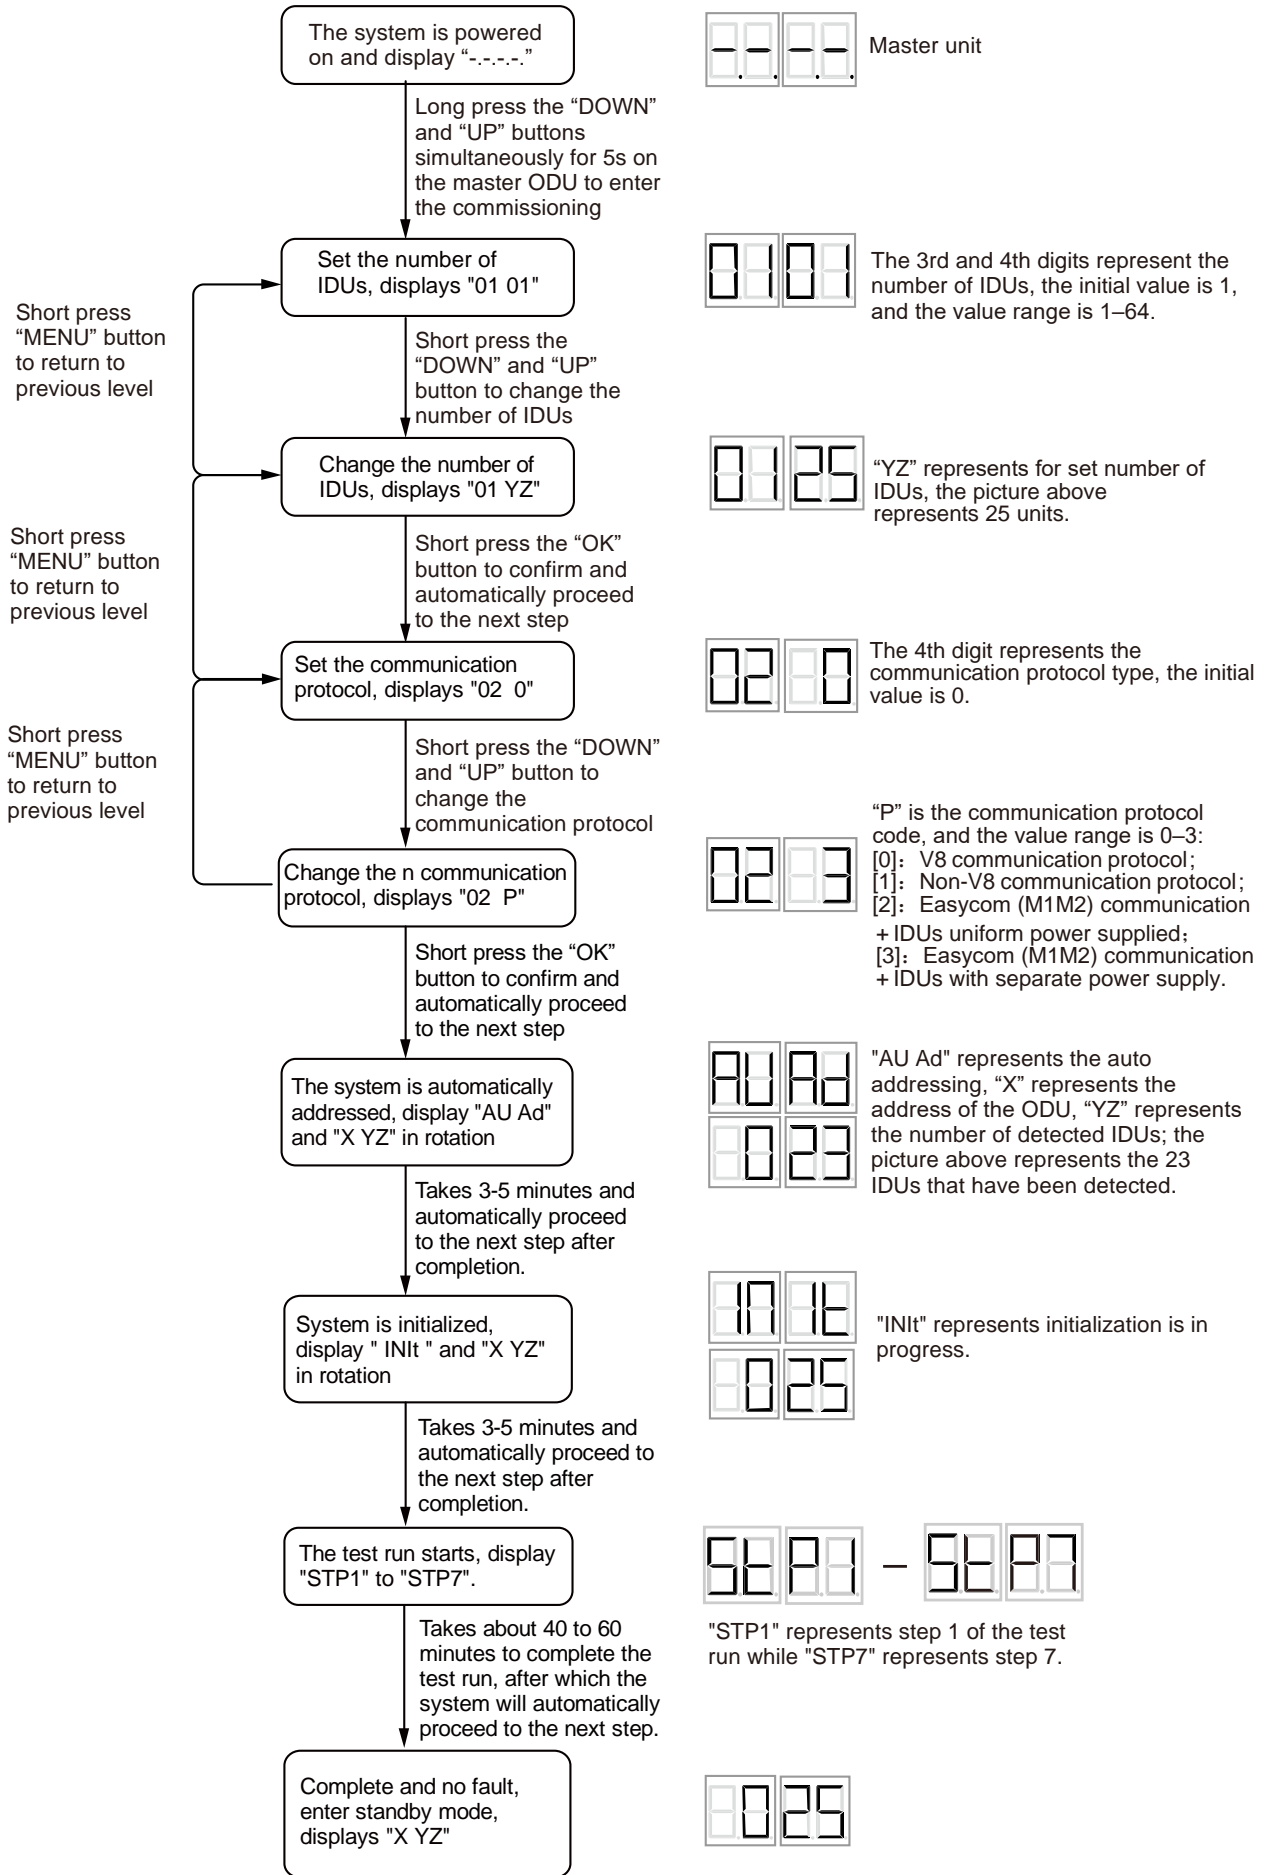 The system is powered
on and display “-.-.-.-.”
-.-.-.-.
Master unit
Long press the “DOWN”
and “UP” buttons
simultaneously for 5s on
the master ODU to enter
the commissioning
Set the number of
IDUs, displays "01 01"
0101
The 3rd and 4th digits represent the
number of IDUs, the initial value is 1,
and the value range is 1–64.
Short press
“MENU” button
to return to
previous level
Short press the
“DOWN” and “UP”
button to change the
number of IDUs
Change the number of
IDUs, displays "01 YZ"
0125
“YZ” represents for set number of
IDUs, the picture above
represents 25 units.
Short press
“MENU” button
to return to
previous level
Short press the “OK”
button to confirm and
automatically proceed
to the next step
Set the communication
protocol, displays "02  0"
02 0
The 4th digit represents the
communication protocol type, the initial
value is 0.
Short press
“MENU” button
to return to
previous level
Short press the “DOWN”
and “UP” button to
change the
communication protocol
Change the n communication
protocol, displays "02  P"
02 3
“P” is the communication protocol
code, and the value range is 0–3:
[0]：V8 communication protocol；
[1]：Non-V8 communication protocol；
[2]：Easycom (M1M2) communication
+ IDUs uniform power supplied；
[3]：Easycom (M1M2) communication
+ IDUs with separate power supply.
Short press the “OK”
button to confirm and
automatically proceed
to the next step
The system is automatically
addressed, display "AU Ad"
and "X YZ" in rotation
AUAd
023
"AU Ad" represents the auto
addressing, “X” represents the
address of the ODU, “YZ” represents
the number of detected IDUs; the
picture above represents the 23
IDUs that have been detected.
Takes 3-5 minutes and
automatically proceed
to the next step after
completion.
System is initialized,
display " INIt " and "X YZ"
in rotation
INIt
025
"INIt" represents initialization is in
progress.
Takes 3-5 minutes and
automatically proceed to
the next step after
completion.
The test run starts, display
"STP1" to "STP7".
StP1 – StP7
"STP1" represents step 1 of the test
run while "STP7" represents step 7.
Takes about 40 to 60
minutes to complete the
test run, after which the
system will automatically
proceed to the next step.
Complete and no fault,
enter standby mode,
displays "X YZ"
025